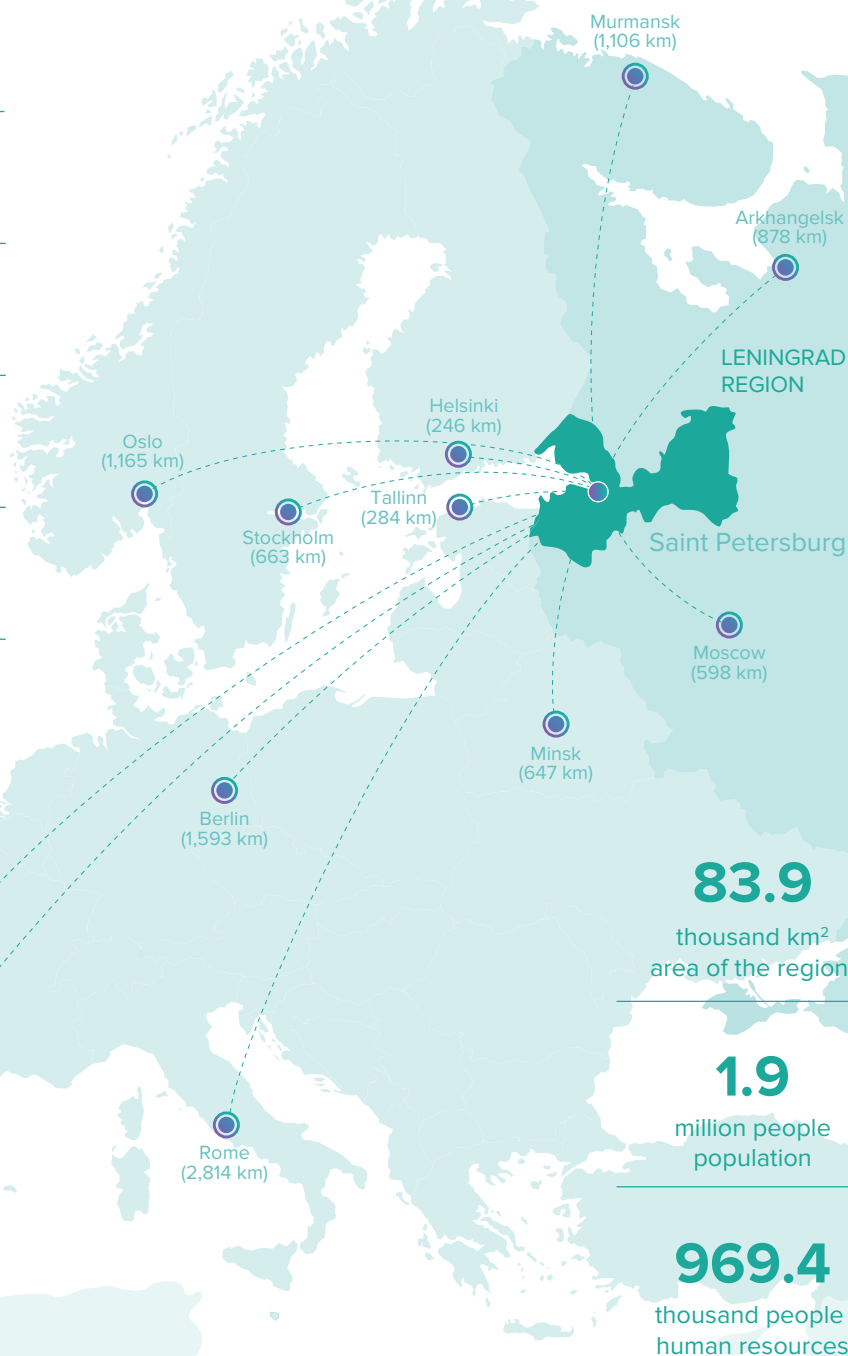 Murmansk
(1,106 km)
Arkhangelsk
(878 km)
LENINGRAD
REGION
Helsinki
(246 km)
Oslo
(1,165 km)
Tallinn
(284 km)
Stockholm
(663 km)
Saint Petersburg
Moscow
(598 km)
Minsk
(647 km)
Berlin
(1,593 km)
83.9
thousand km²
area of the region
1.9
million people
population
Rome
(2,814 km)
969.4
thousand people
human resources